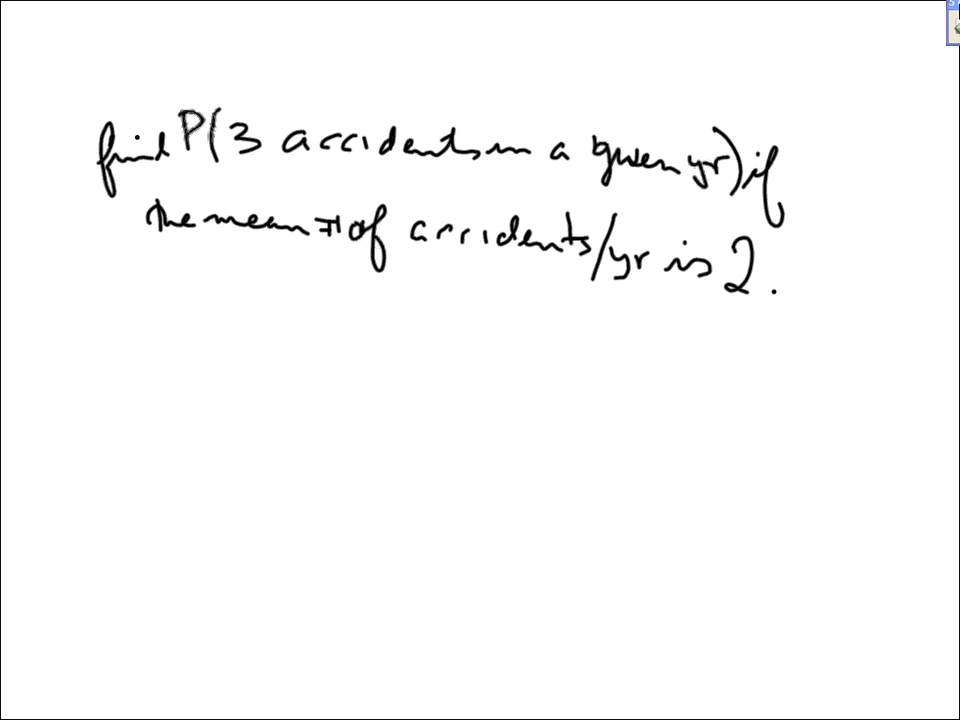 find P(3 accidents in a given yr) if
the mean # of accidents/yr is 2.